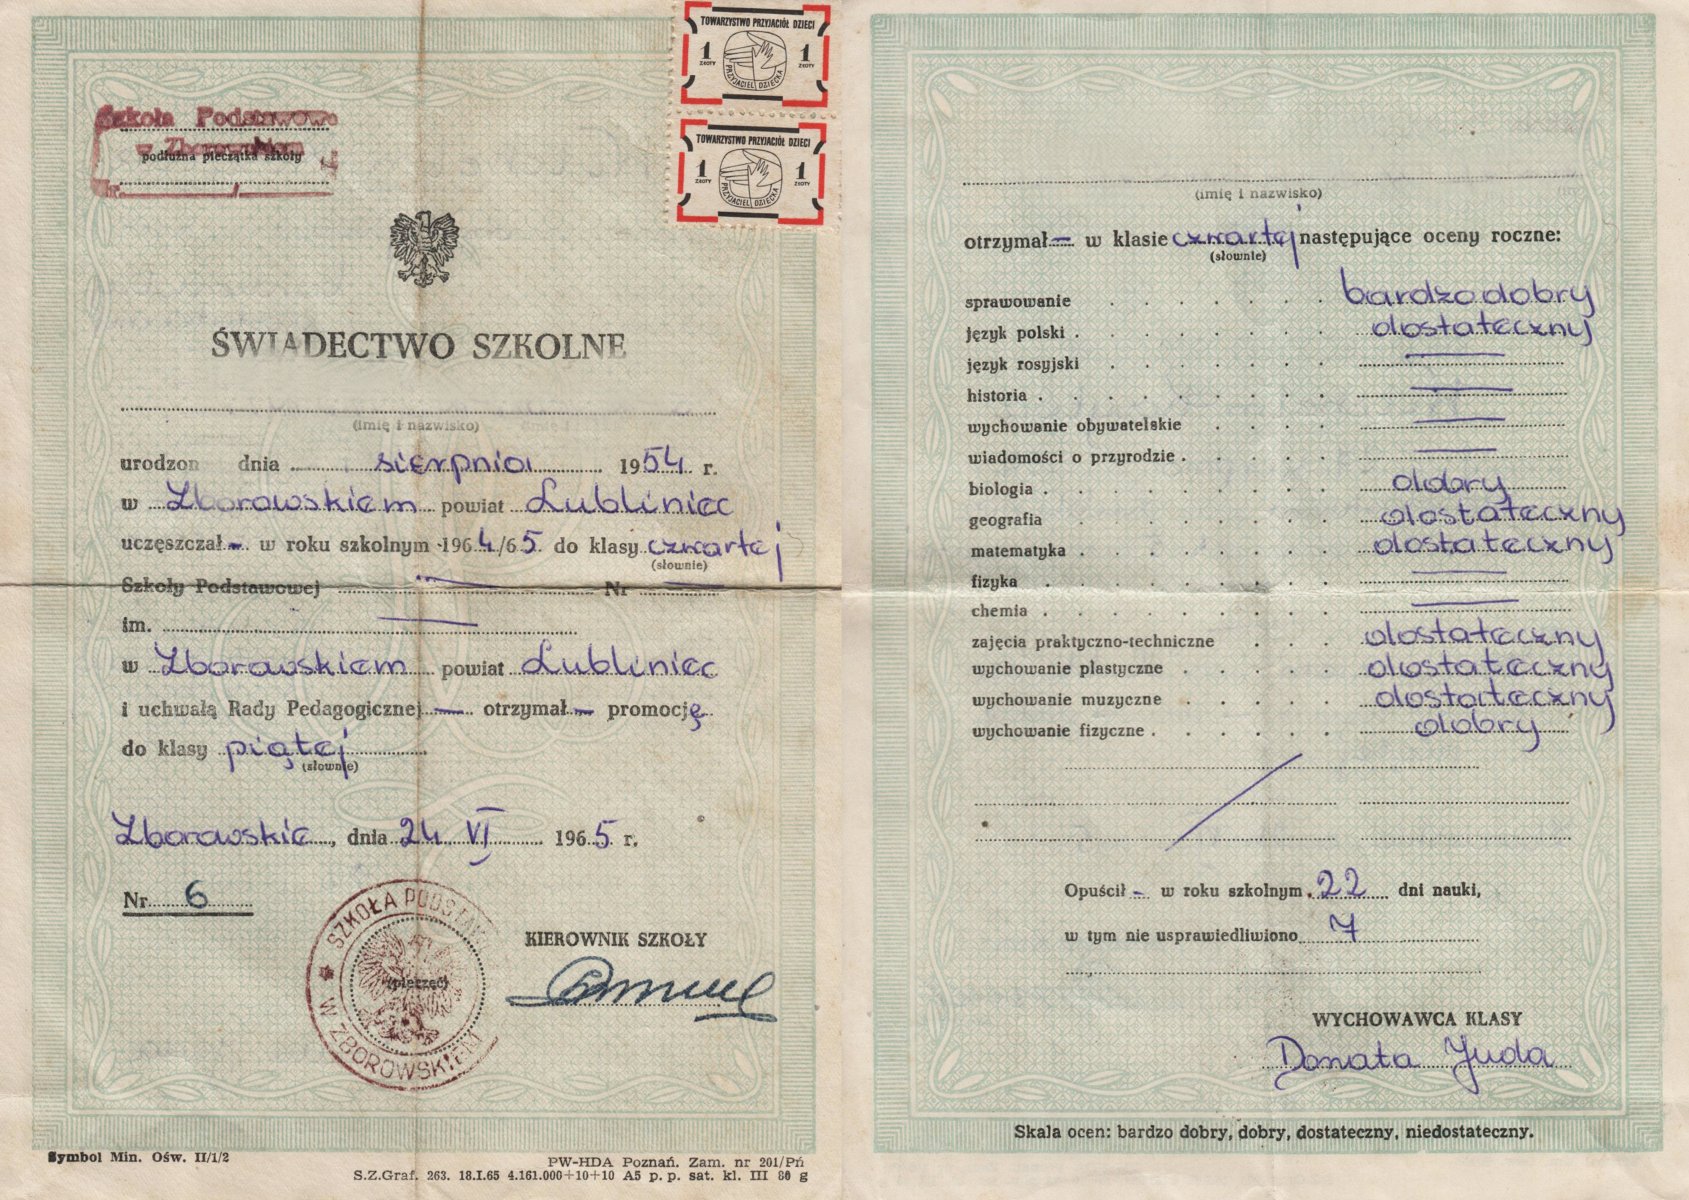 TOWARZYSTWO PRZYJACIÓŁ DZIECI
1 ZŁOTY 1 ZŁOTY
PRZYJACIEL DZIECKA
TOWARZYSTWO PRZYJACIÓŁ DZIECI
1 ZŁOTY 1 ZŁOTY
PRZYJACIEL DZIECKA
Szkoła Podstawowa
w Zborowskiem
podłużna pieczątka szkoły
Nr
ŚWIADECTWO SZKOLNE
(imię i nazwisko)
urodzon dnia sierpnia 1954 r.
w Zborowskiem powiat Lubliniec
uczęszczał- w roku szkolnym 1964/65 do klasy czwartej
(słownie)
Szkoły Podstawowej — Nr —
im. —
w Zborowskiem powiat Lubliniec
i uchwałą Rady Pedagogicznej — otrzymał- promocję
do klasy piątej
(słownie)
Zborowskie, dnia 24 VI 1965 r.
Nr 6
SZKOŁA PODSTAW
W ZBOROWSKIEM
(pieczęć)
KIEROWNIK SZKOŁY
Symbol Min. Ośw. II/1/2
PW-HDA Poznań. Zam. nr 201/Pń
S.Z.Graf. 263. 18.I.65 4.161.000+10+10 A5 p. p. sat. kl. III 80 g
(imię i nazwisko)
otrzymał- w klasie czwartej następujące oceny roczne:
(słownie)
sprawowanie bardzo dobry
język polski dostateczny
język rosyjski —
historia —
wychowanie obywatelskie —
wiadomości o przyrodzie —
biologia dobry
geografia dostateczny
matematyka dostateczny
fizyka —
chemia —
zajęcia praktyczno-techniczne dostateczny
wychowanie plastyczne dostateczny
wychowanie muzyczne dostateczny
wychowanie fizyczne dobry
Opuścił - w roku szkolnym 22 dni nauki,
w tym nie usprawiedliwiono 7
WYCHOWAWCA KLASY
Donata Juda
Skala ocen: bardzo dobry, dobry, dostateczny, niedostateczny.